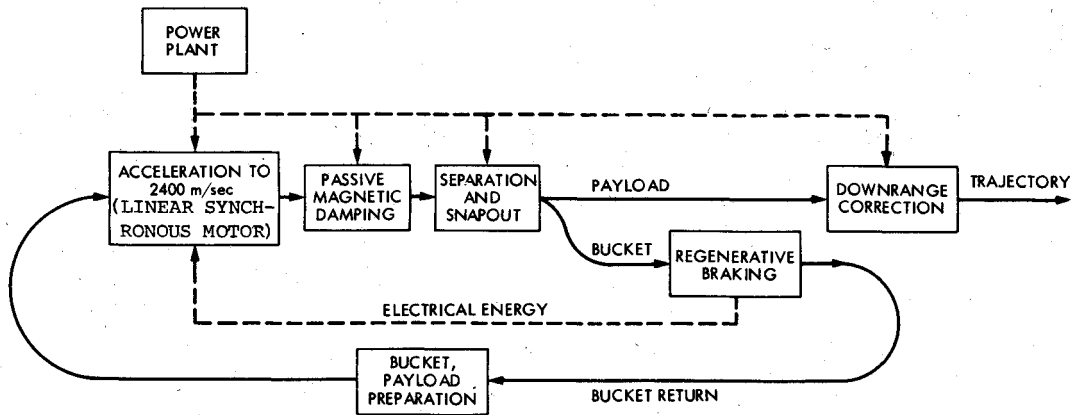 POWER
PLANT
ACCELERATION TO
2400 m/sec
(LINEAR SYNCH-
RONOUS MOTOR)
PASSIVE
MAGNETIC
DAMPING
SEPARATION
AND
SNAPOUT
PAYLOAD
DOWNRANGE
CORRECTION
TRAJECTORY
BUCKET
REGENERATIVE
BRAKING
ELECTRICAL ENERGY
BUCKET,
PAYLOAD
PREPARATION
BUCKET RETURN